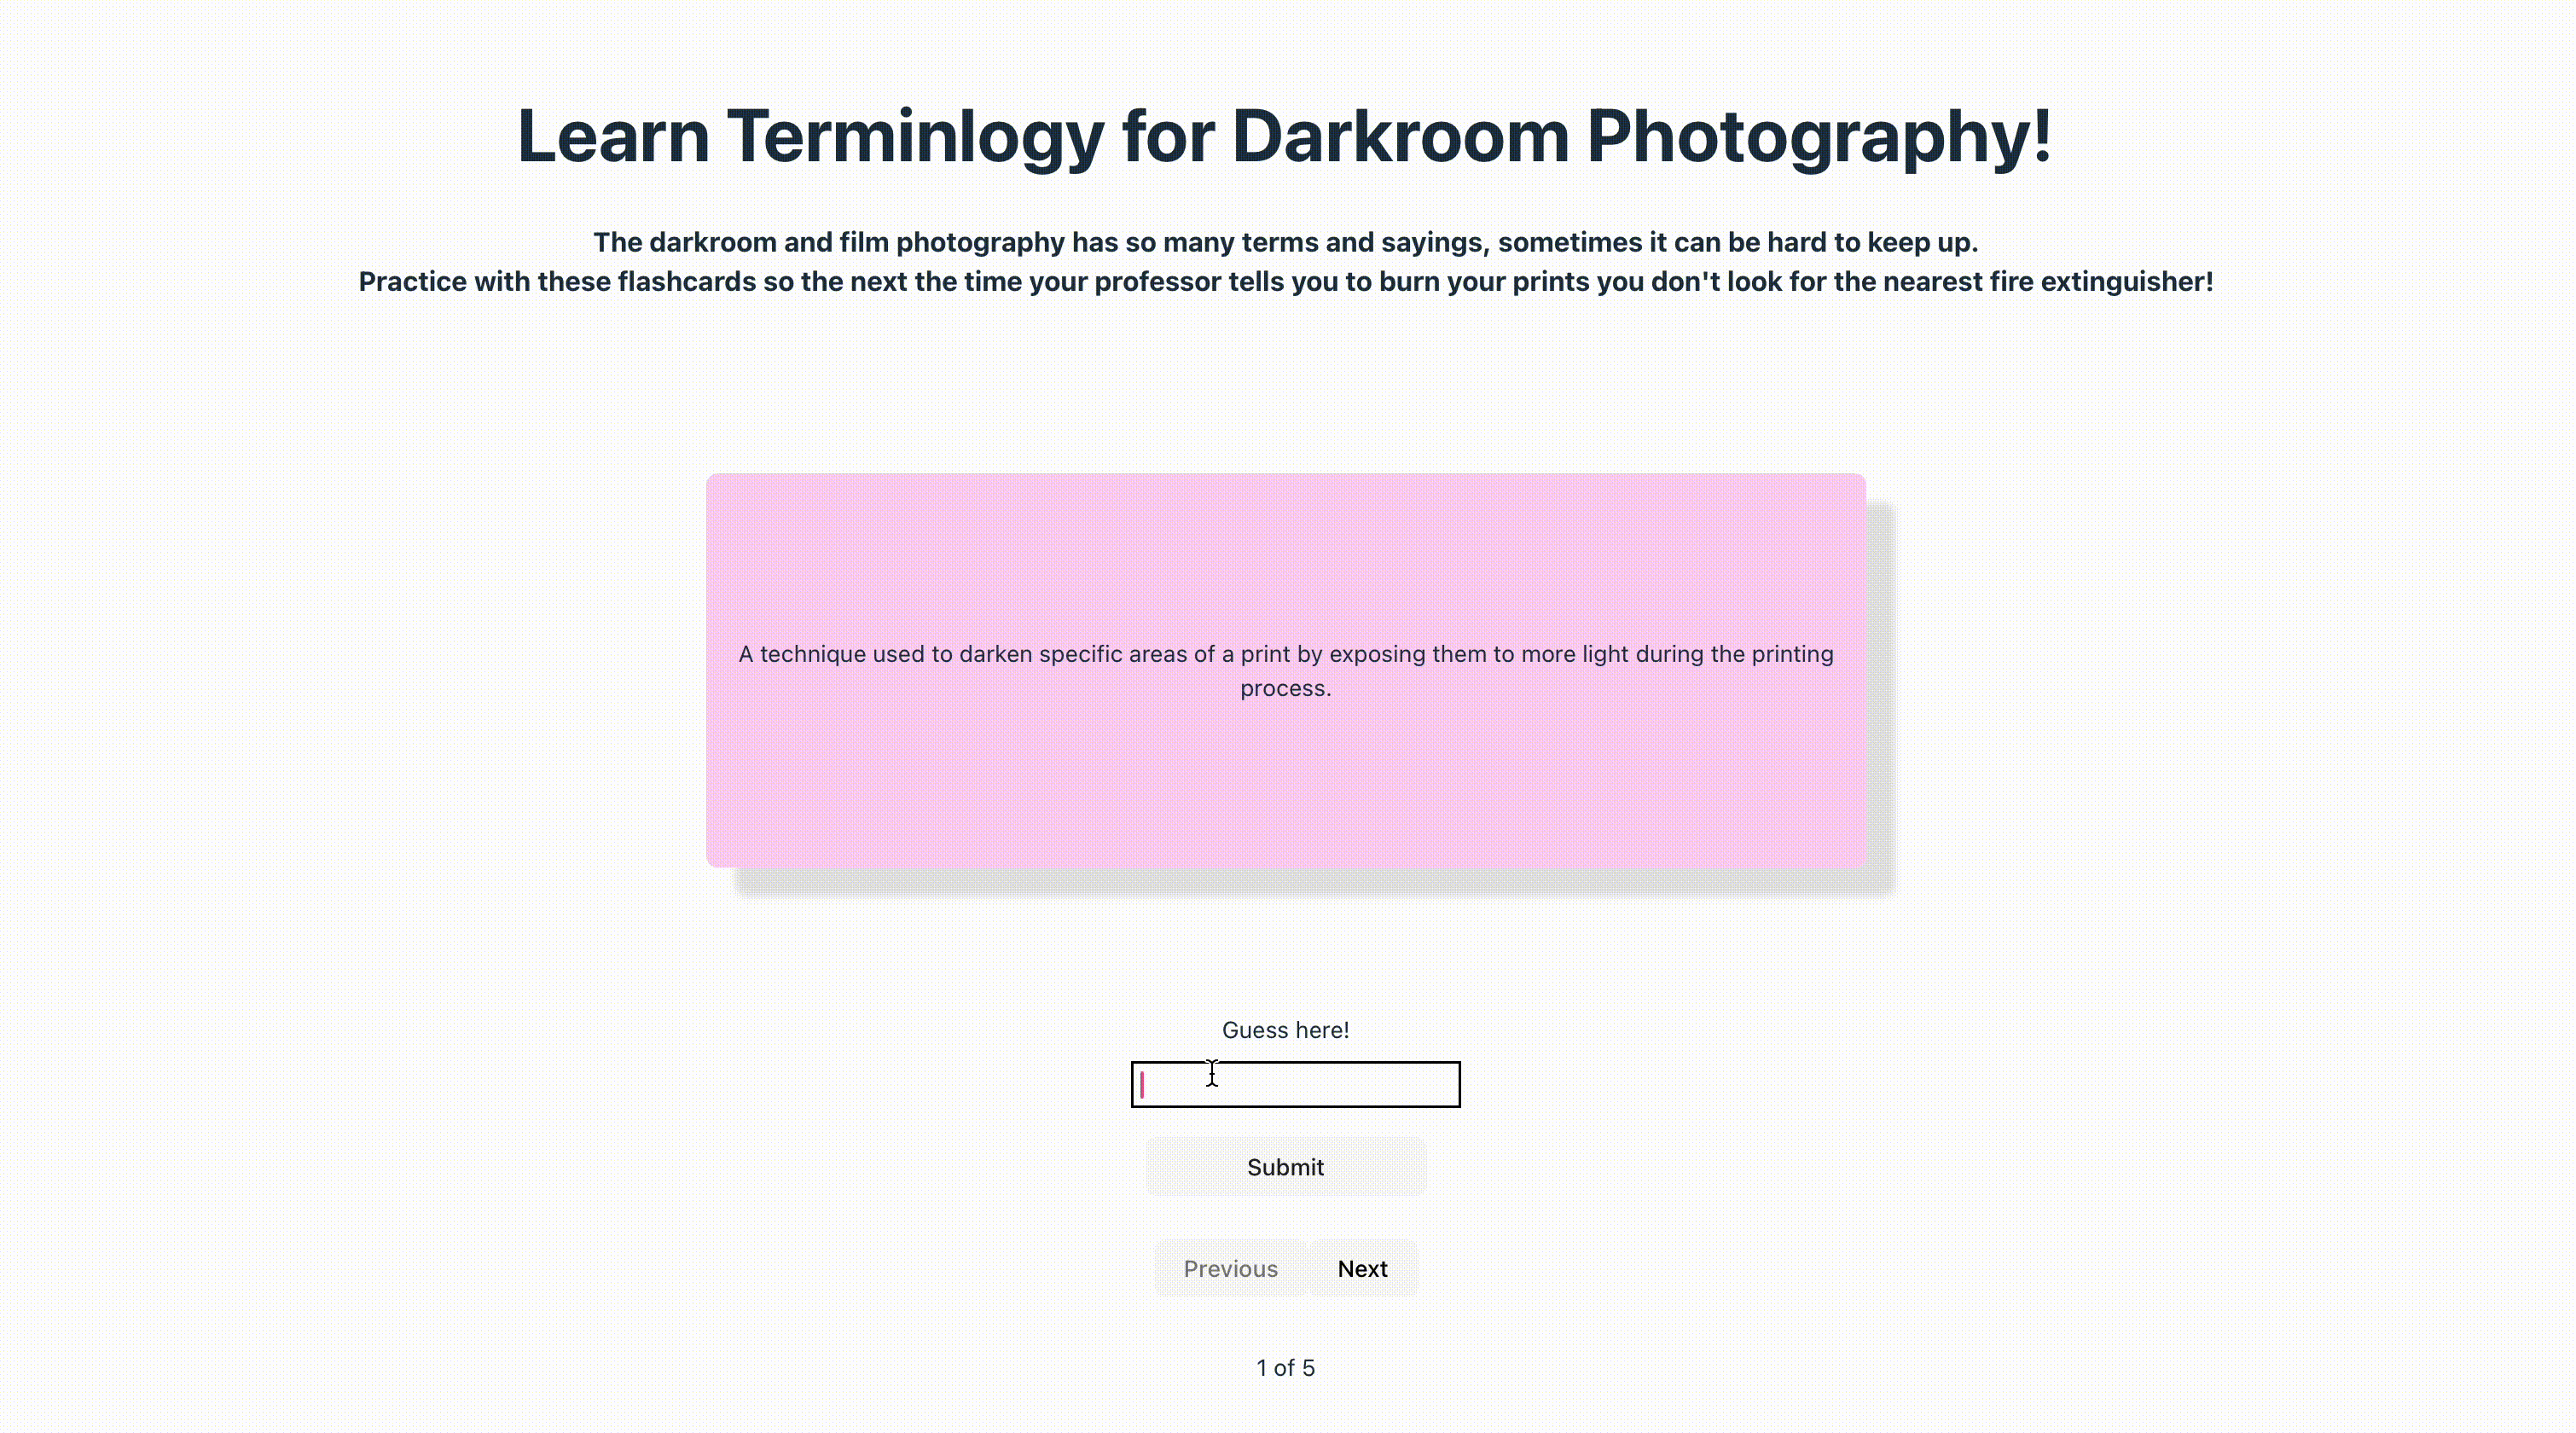 Learn Terminlogy for Darkroom Photography!
The darkroom and film photography has so many terms and sayings, sometimes it can be hard to keep up.
Practice with these flashcards so the next the time your professor tells you to burn your prints you don't look for the nearest fire extinguisher!
A technique used to darken specific areas of a print by exposing them to more light during the printing
process.
Guess here!
Submit
Previous Next
1 of 5